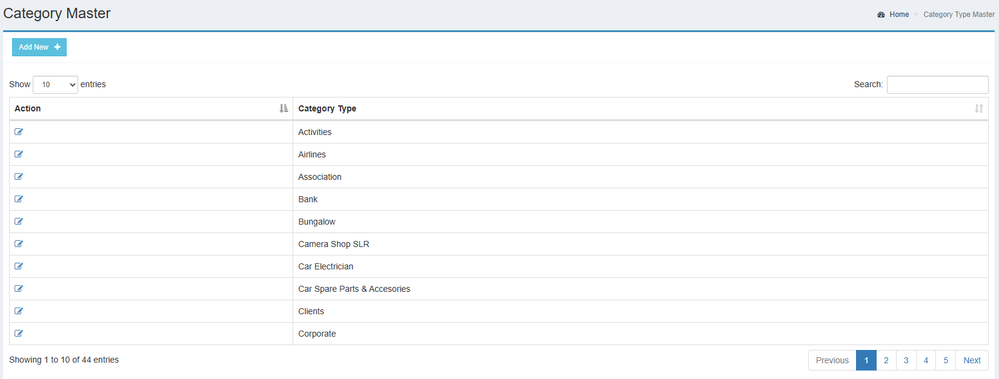 Category Master
Home > Category Type Master
Add New
Show 10 entries
Search:
Action Category Type
Activities
Airlines
Association
Bank
Bungalow
Camera Shop SLR
Car Electrician
Car Spare Parts & Accesories
Clients
Corporate
Showing 1 to 10 of 44 entries
Previous 1 2 3 4 5 Next